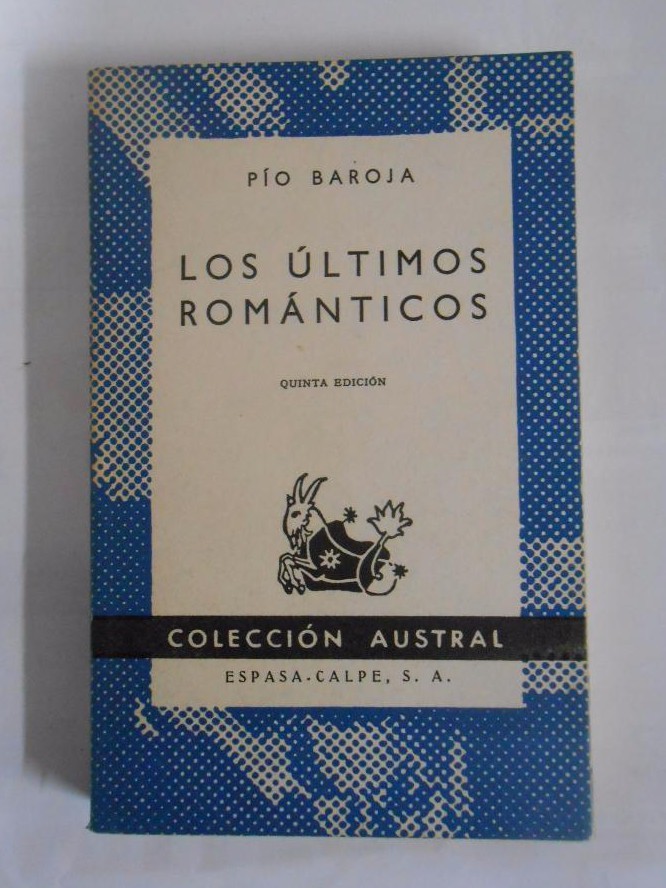 PÍO BAROJA
LOS ÚLTIMOS
ROMÁNTICOS
QUINTA EDICIÓN
COLECCIÓN AUSTRAL
ESPASA-CALPE, S. A.